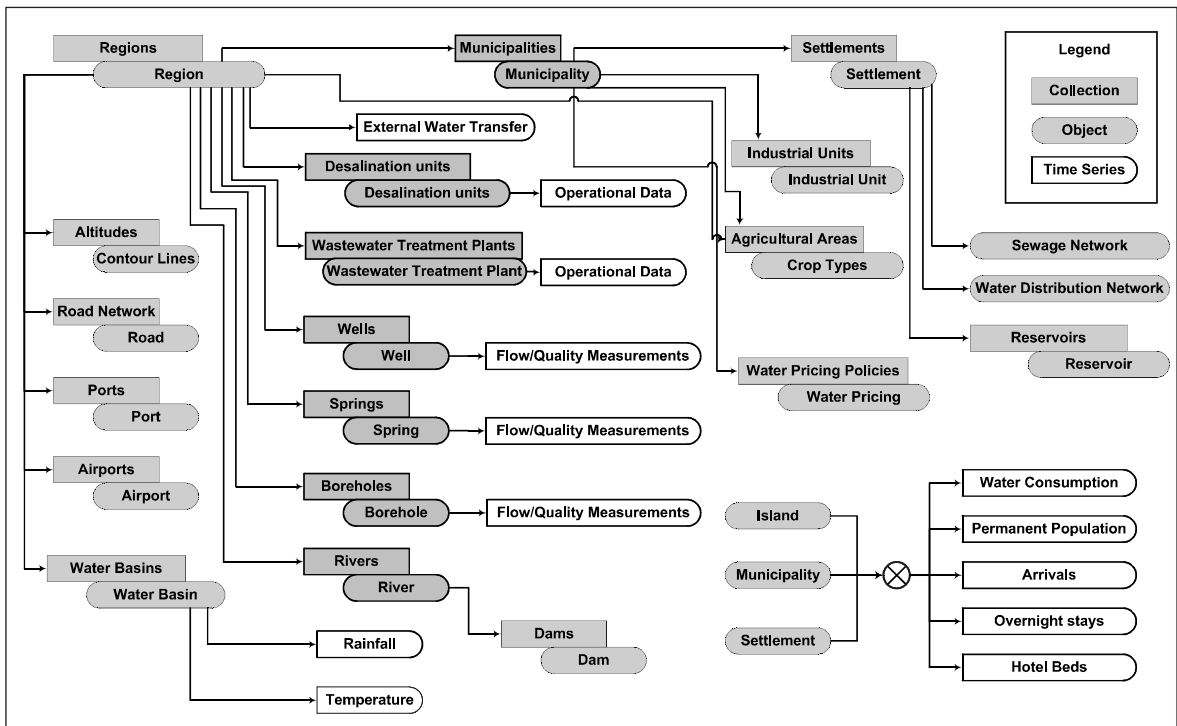 Regions
Region
Municipalities
Municipality
Settlements
Settlement
Legend
Collection
Object
Time Series
External Water Transfer
Desalination units
Desalination units
Operational Data
Industrial Units
Industrial Unit
Altitudes
Contour Lines
Wastewater Treatment Plants
Wastewater Treatment Plant
Operational Data
Agricultural Areas
Crop Types
Sewage Network
Water Distribution Network
Road Network
Road
Wells
Well
Flow/Quality Measurements
Reservoirs
Reservoir
Water Pricing Policies
Water Pricing
Ports
Port
Springs
Spring
Flow/Quality Measurements
Airports
Airport
Boreholes
Borehole
Flow/Quality Measurements
Water Basins
Water Basin
Rivers
River
Rainfall
Temperature
Dams
Dam
Island
Municipality
Settlement
Water Consumption
Permanent Population
Arrivals
Overnight stays
Hotel Beds